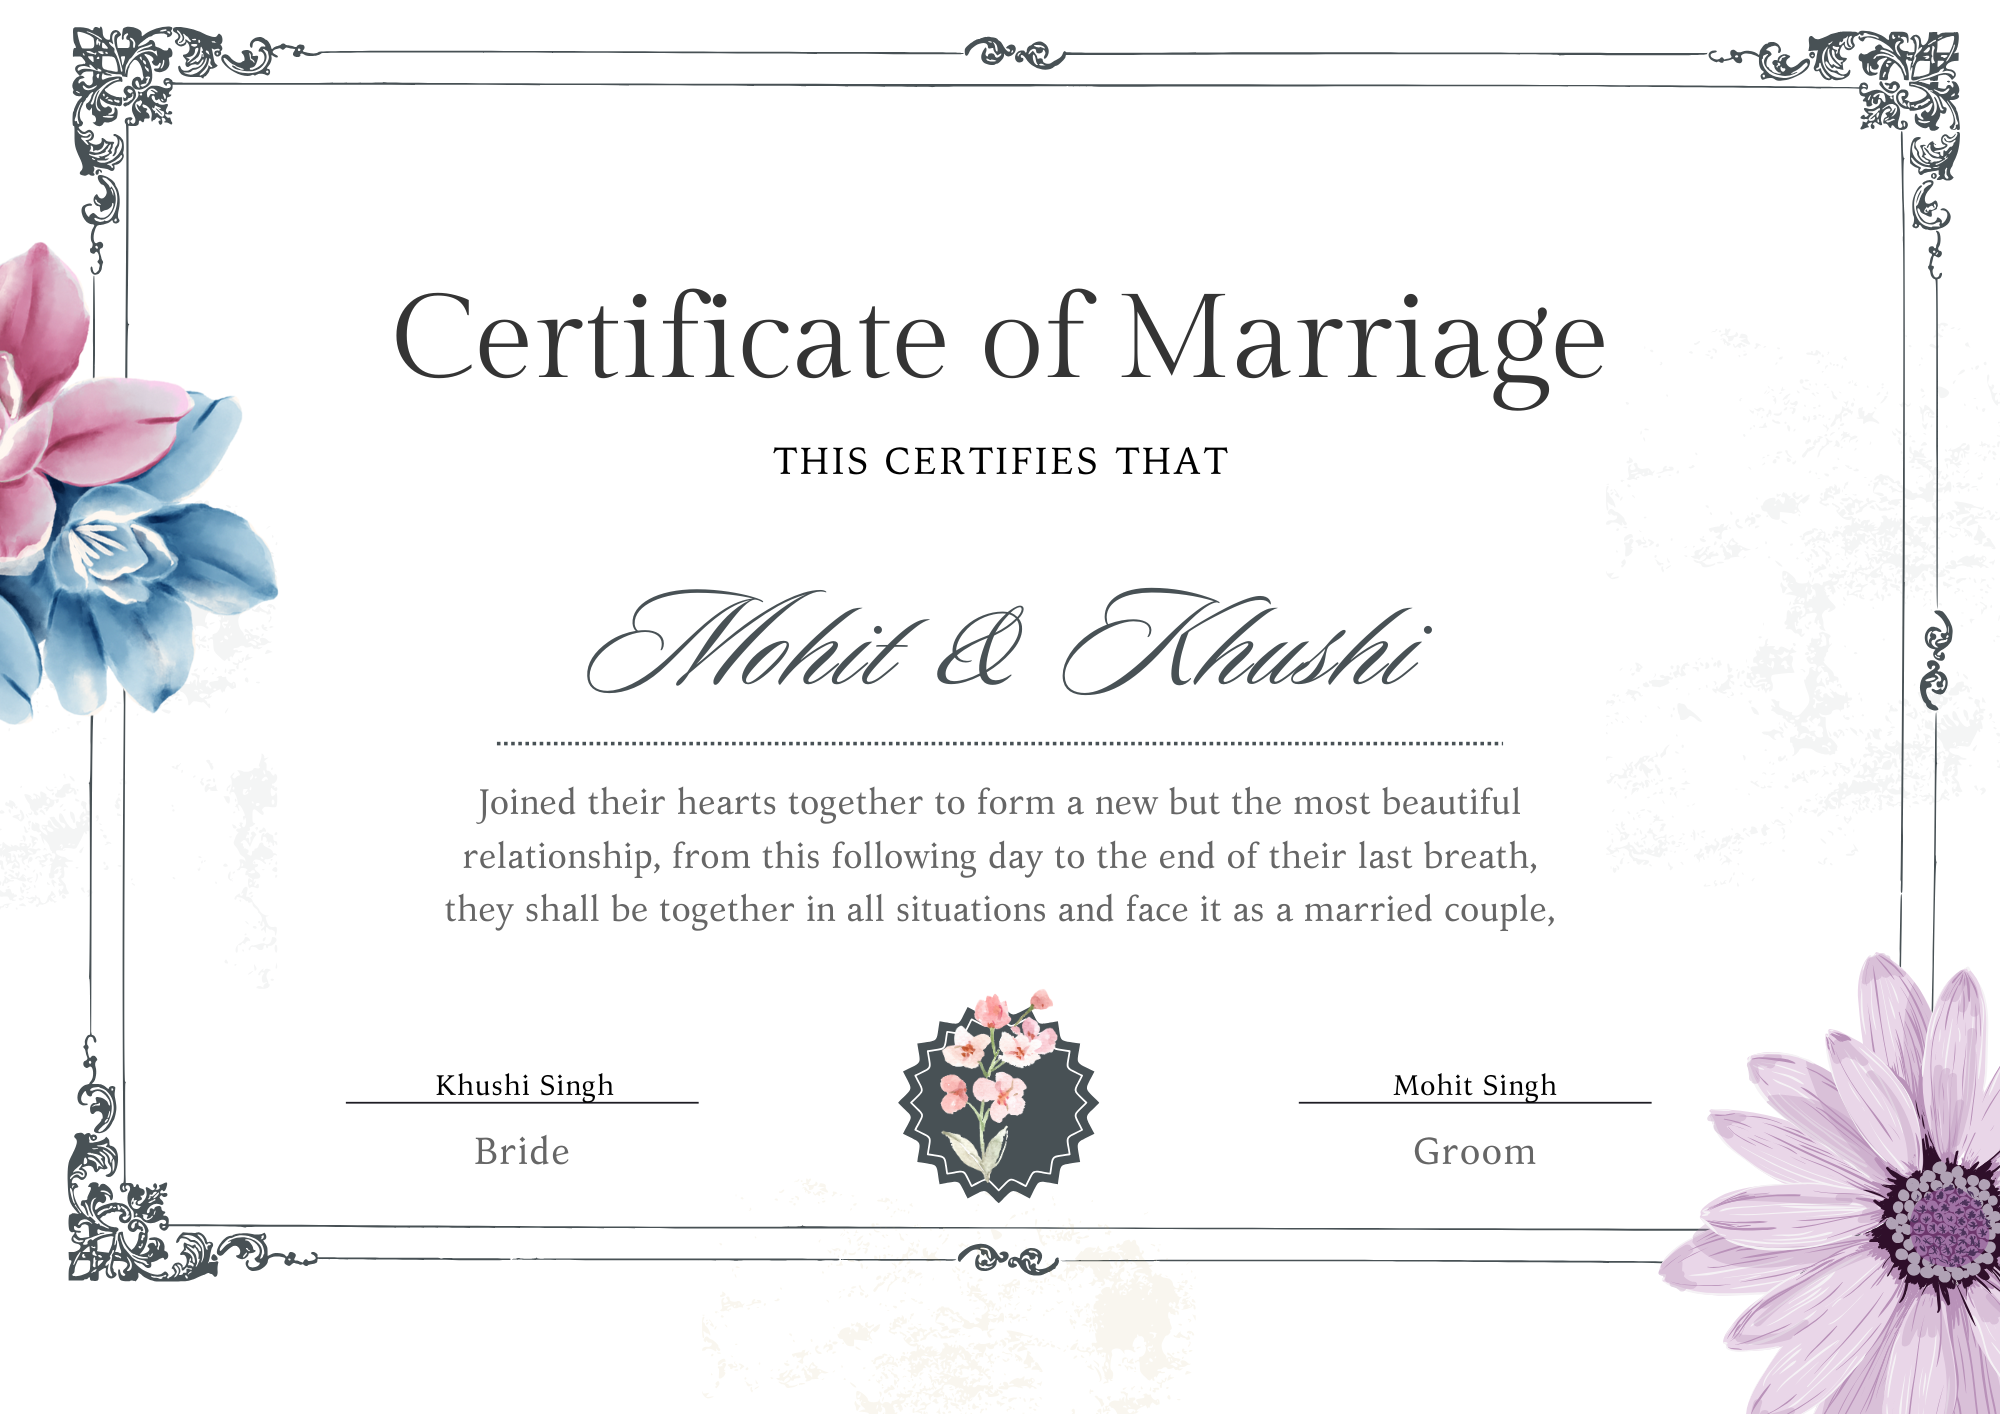 Certificate of Marriage
THIS CERTIFIES THAT
Mohit & Khushi
Joined their hearts together to form a new but the most beautiful
relationship, from this following day to the end of their last breath,
they shall be together in all situations and face it as a married couple,
Khushi Singh
Bride
Mohit Singh
Groom